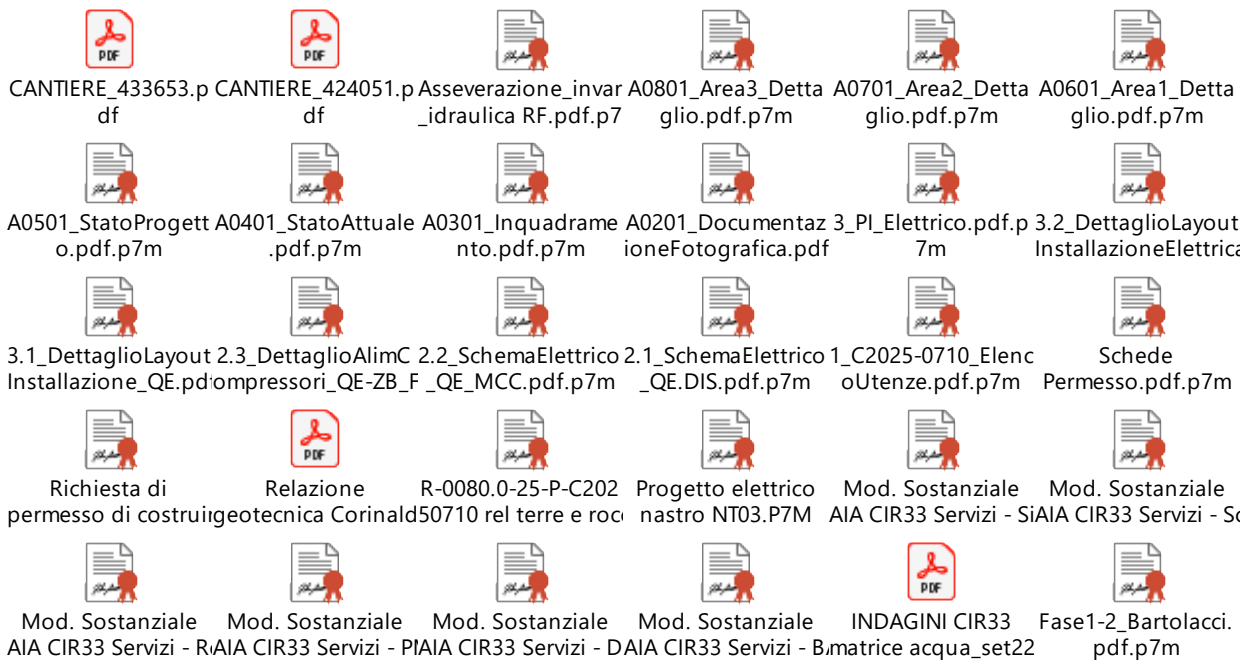 PDF
PDF
CANTIERE_433653.p CANTIERE_424051.p Asseverazione_invar A0801_Area3_Detta A0701_Area2_Detta A0601_Area1_Detta
df df _idraulica RF.pdf.p7 glio.pdf.p7m glio.pdf.p7m glio.pdf.p7m
A0501_StatoProgett A0401_StatoAttuale A0301_Inquadrame A0201_Documentaz 3_PI_Elettrico.pdf.p 3.2_DettaglioLayout
o.pdf.p7m .pdf.p7m nto.pdf.p7m ioneFotografica.pdf 7m InstallazioneElettrica
3.1_DettaglioLayout 2.3_DettaglioAlimC 2.2_SchemaElettrico 2.1_SchemaElettrico 1_C2025-0710_Elenc Schede
Installazione_QE.pdf ompressori_QE-ZB_F _QE_MCC.pdf.p7m _QE.DIS.pdf.p7m oUtenze.pdf.p7m Permesso.pdf.p7m
PDF
Richiesta di Relazione R-0080.0-25-P-C202 Progetto elettrico Mod. Sostanziale Mod. Sostanziale
permesso di costruir geotecnica Corinald 50710 rel terre e rocc nastro NT03.P7M AIA CIR33 Servizi - Si AIA CIR33 Servizi - Sc
PDF
Mod. Sostanziale Mod. Sostanziale Mod. Sostanziale Mod. Sostanziale INDAGINI CIR33 Fase1-2_Bartolacci.
AIA CIR33 Servizi - R AIA CIR33 Servizi - P AIA CIR33 Servizi - D AIA CIR33 Servizi - B matrice acqua_set22 pdf.p7m